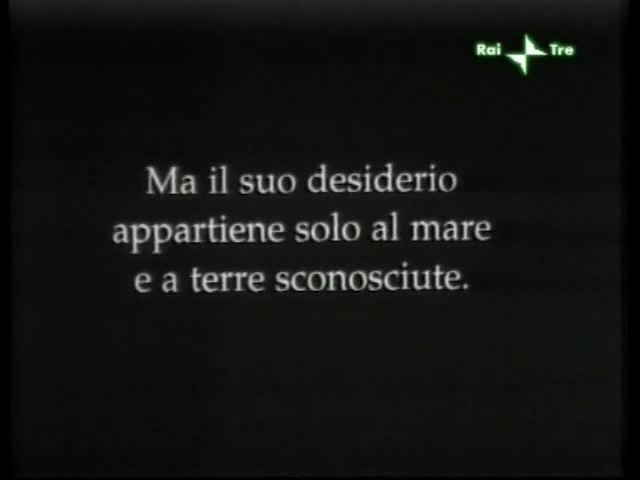 Rai Tre
Ma il suo desiderio
appartiene solo al mare
e a terre sconosciute.